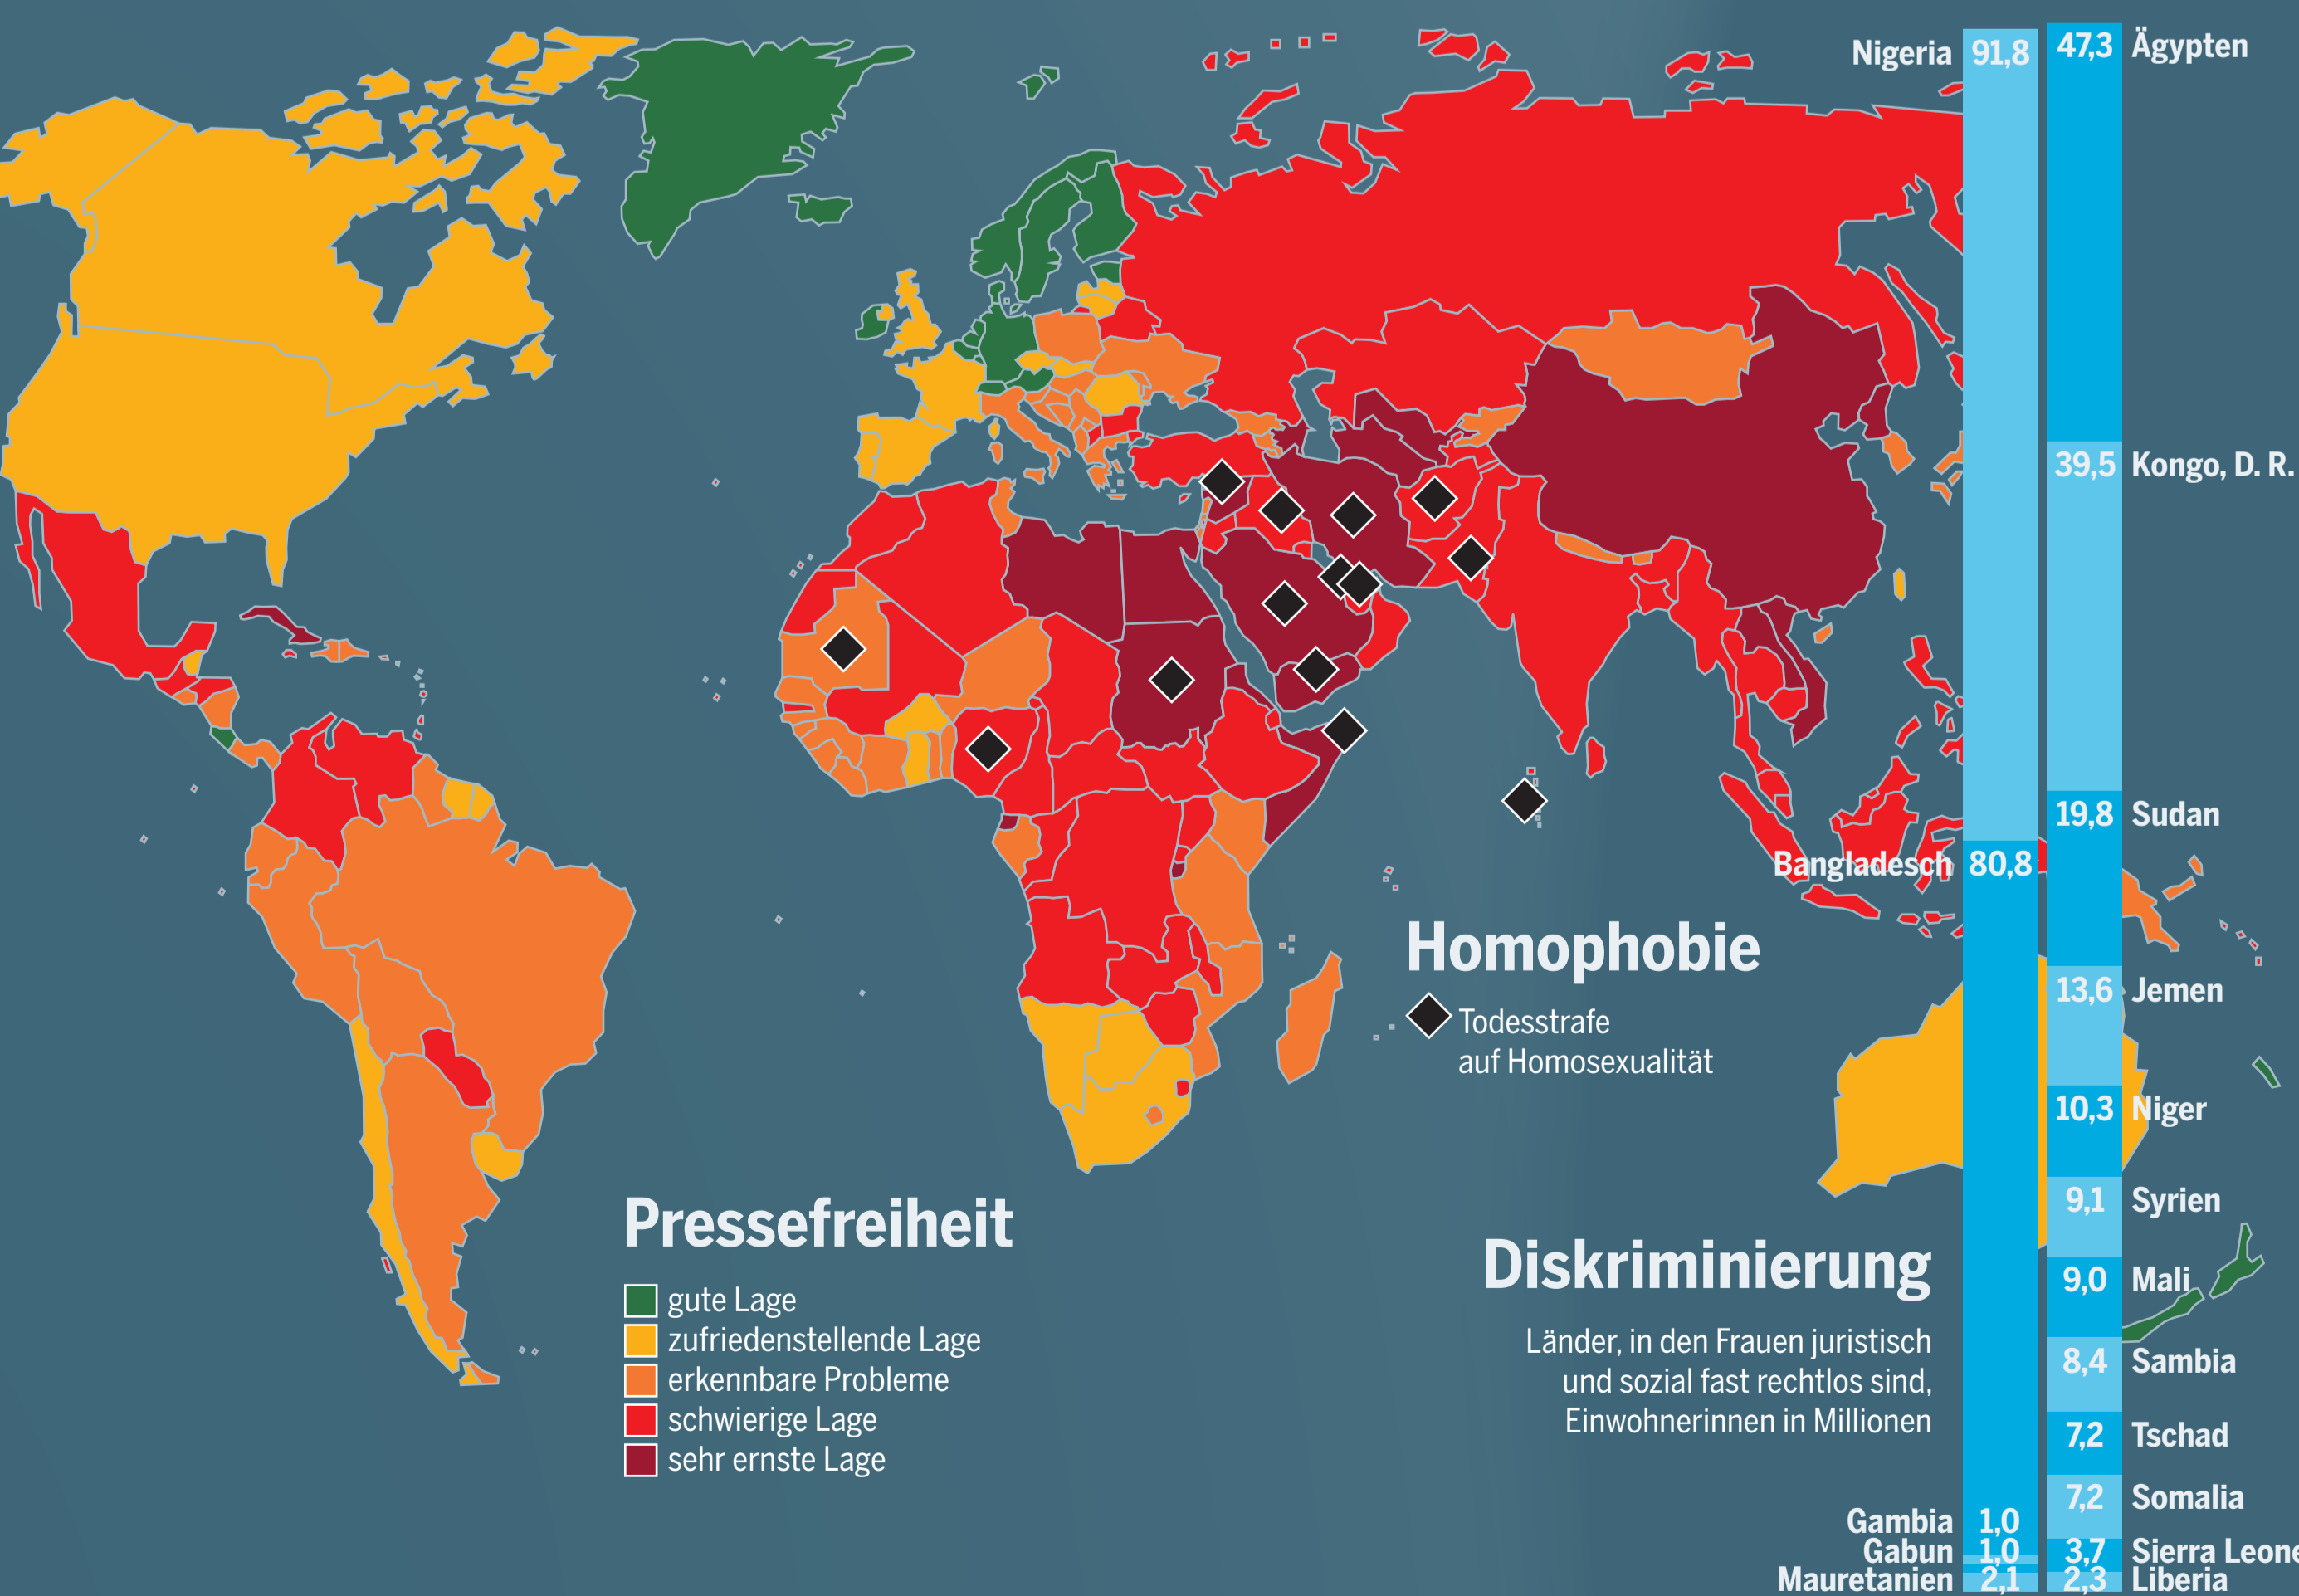 Nigeria 91,8
47,3 Ägypten
39,5 Kongo, D. R.
19,8 Sudan
Bangladesch 80,8
13,6 Jemen
10,3 Niger
9,1 Syrien
9,0 Mali
8,4 Sambia
7,2 Tschad
7,2 Somalia
3,7 Sierra Leone
2,3 Liberia
Gambia 1,0
Gabun 1,0
Mauretanien 2,1
Homophobie
Todesstrafe
auf Homosexualität
Pressefreiheit
gute Lage
zufriedenstellende Lage
erkennbare Probleme
schwierige Lage
sehr ernste Lage
Diskriminierung
Länder, in den Frauen juristisch
und sozial fast rechtlos sind,
Einwohnerinnen in Millionen